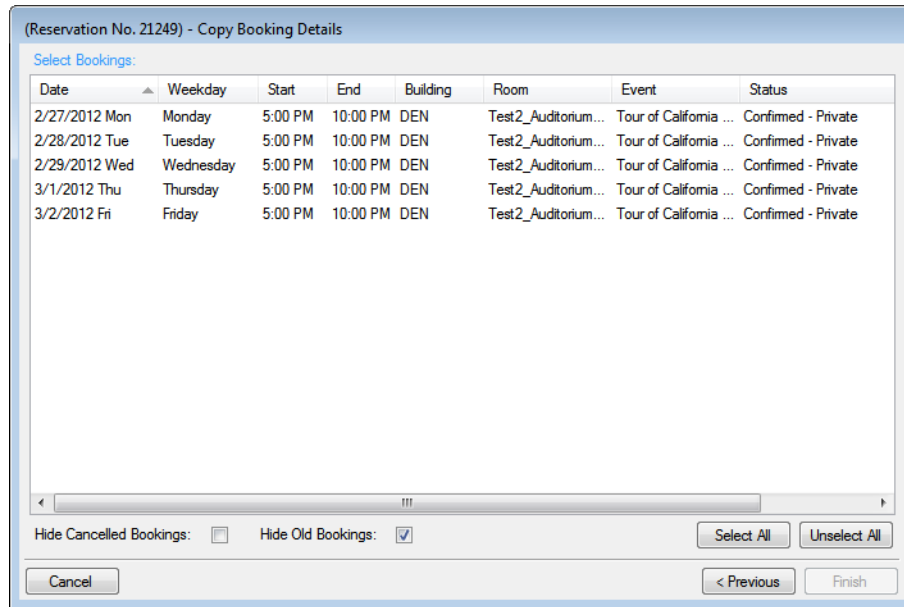 (Reservation No. 21249) - Copy Booking Details
Select Bookings:
Date Weekday Start End Building Room Event Status
2/27/2012 Mon Monday 5:00 PM 10:00 PM DEN Test2_Auditorium... Tour of California ... Confirmed - Private
2/28/2012 Tue Tuesday 5:00 PM 10:00 PM DEN Test2_Auditorium... Tour of California ... Confirmed - Private
2/29/2012 Wed Wednesday 5:00 PM 10:00 PM DEN Test2_Auditorium... Tour of California ... Confirmed - Private
3/1/2012 Thu Thursday 5:00 PM 10:00 PM DEN Test2_Auditorium... Tour of California ... Confirmed - Private
3/2/2012 Fri Friday 5:00 PM 10:00 PM DEN Test2_Auditorium... Tour of California ... Confirmed - Private
Hide Cancelled Bookings: Hide Old Bookings: Select All Unselect All
Cancel < Previous Finish